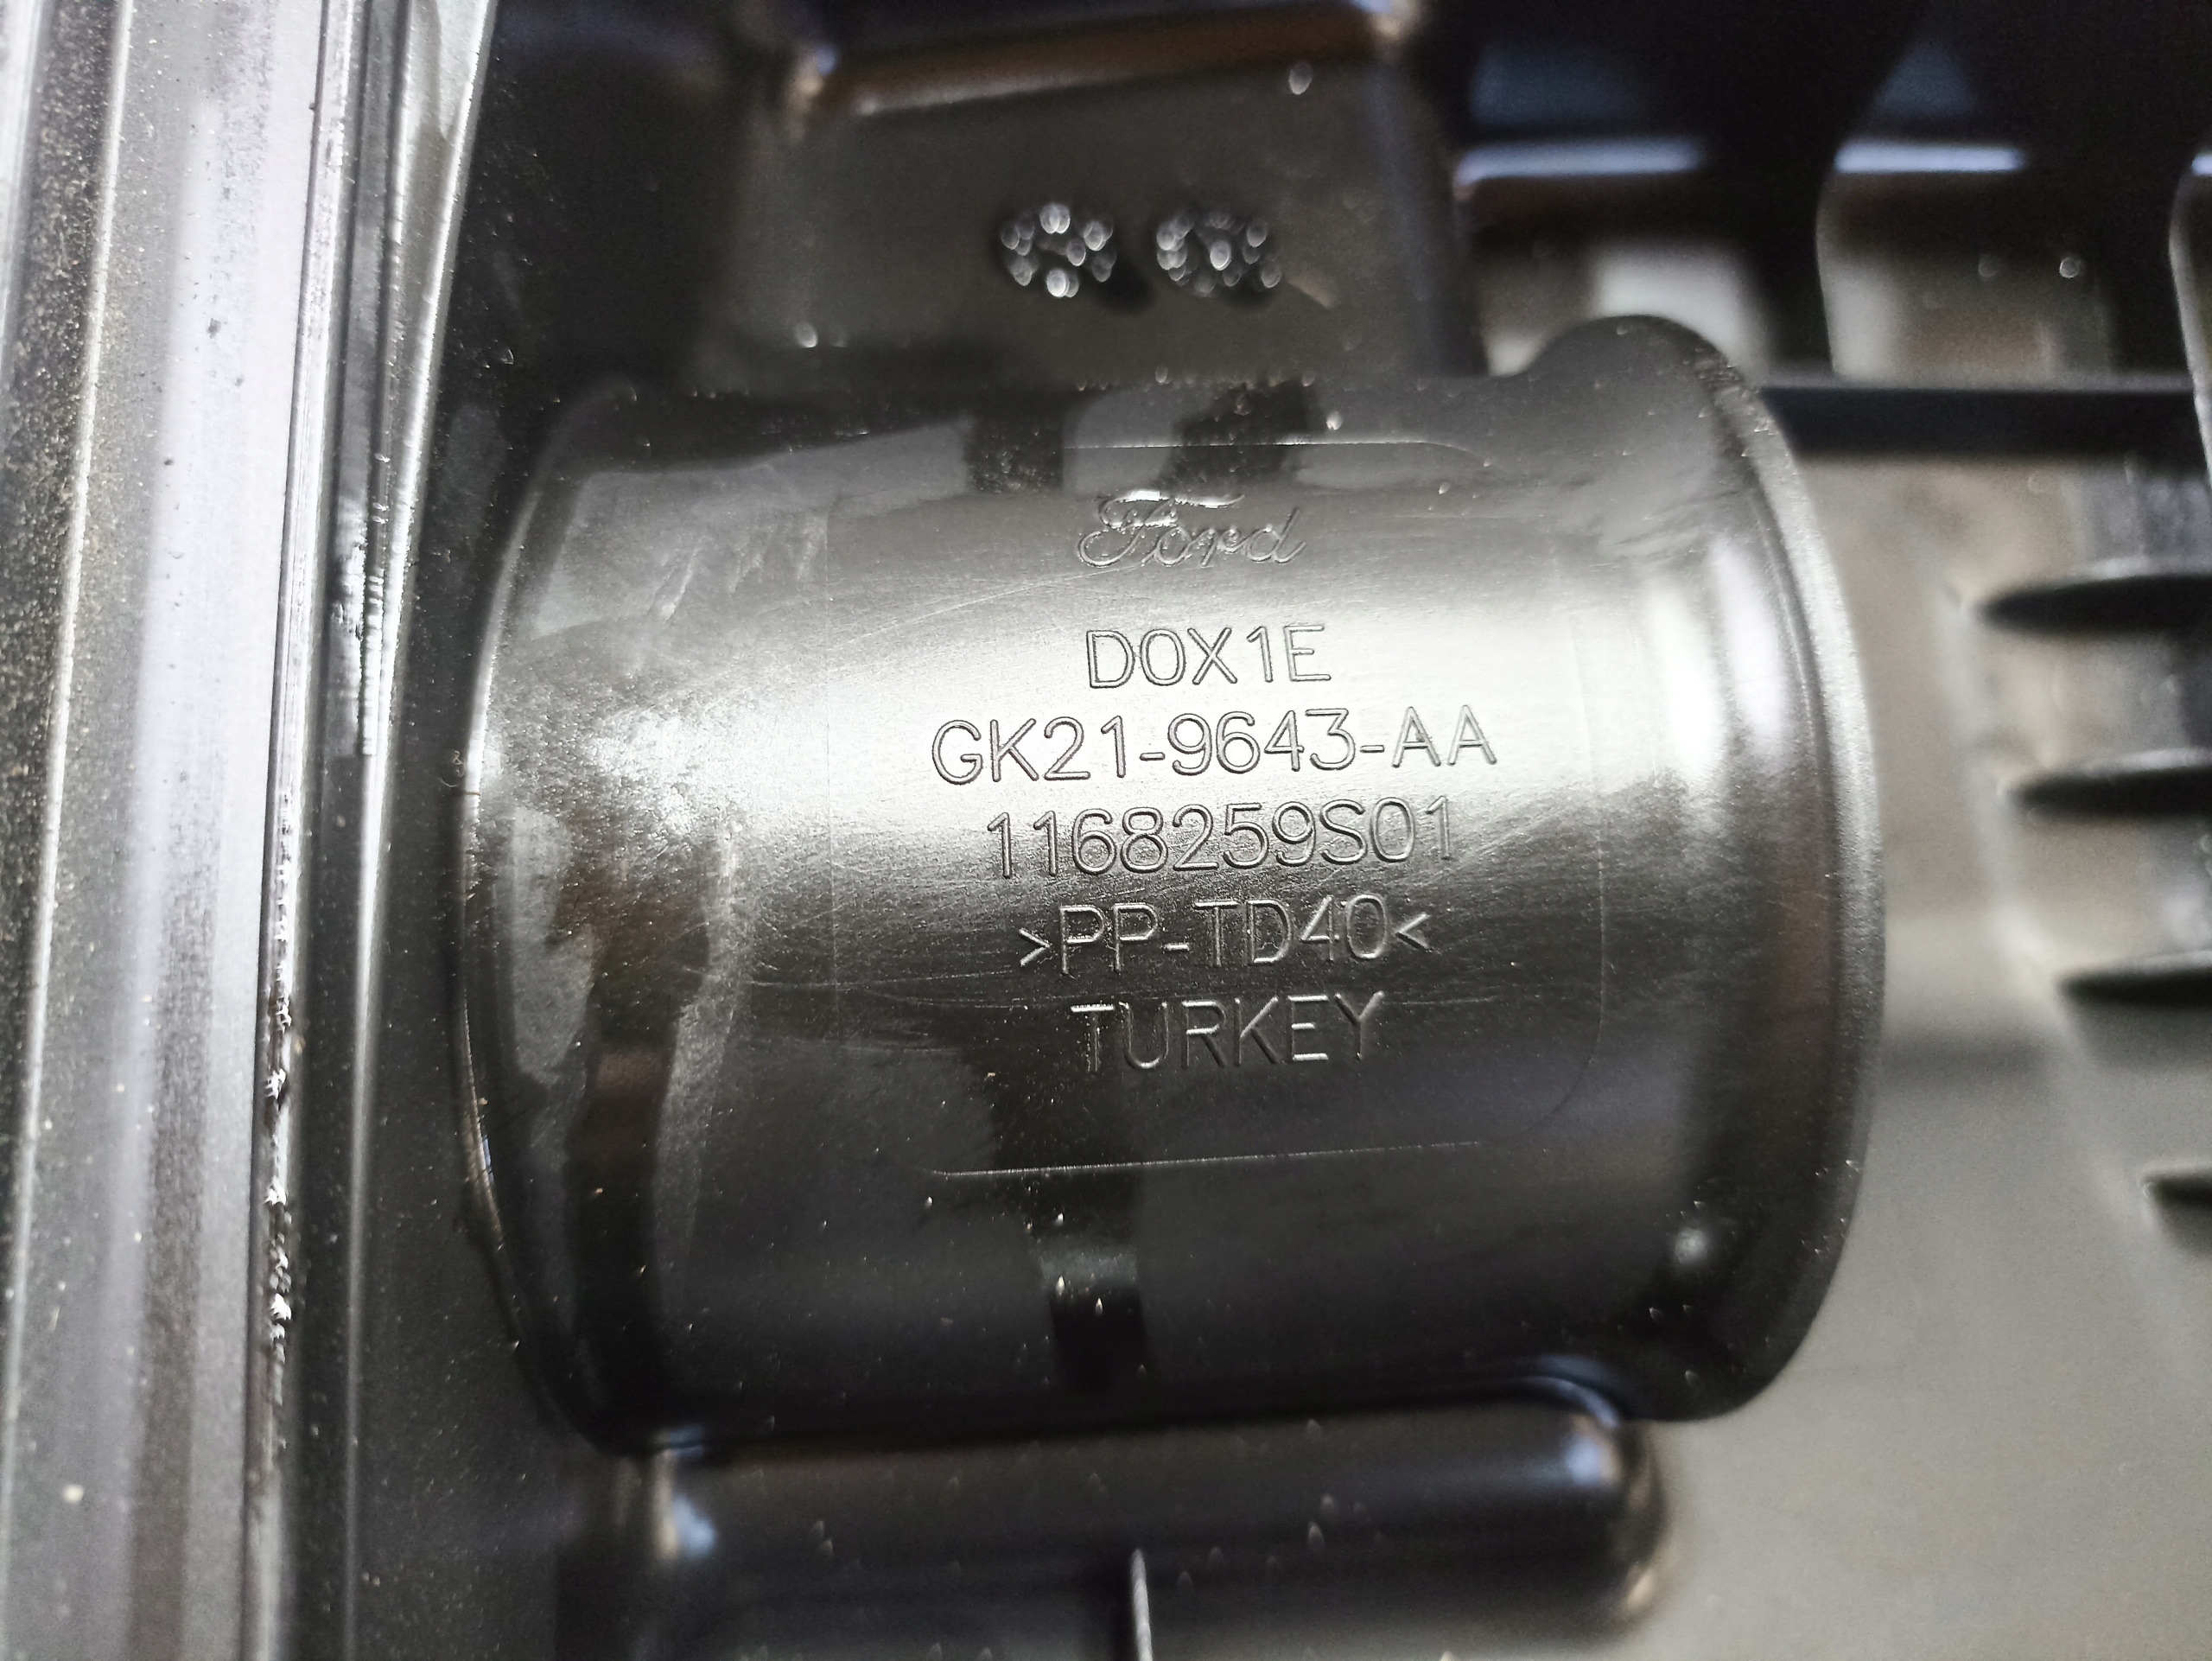 Ford
D0X1E
GK21-9643-AA
1168259S01
>PP-TD40<
TURKEY